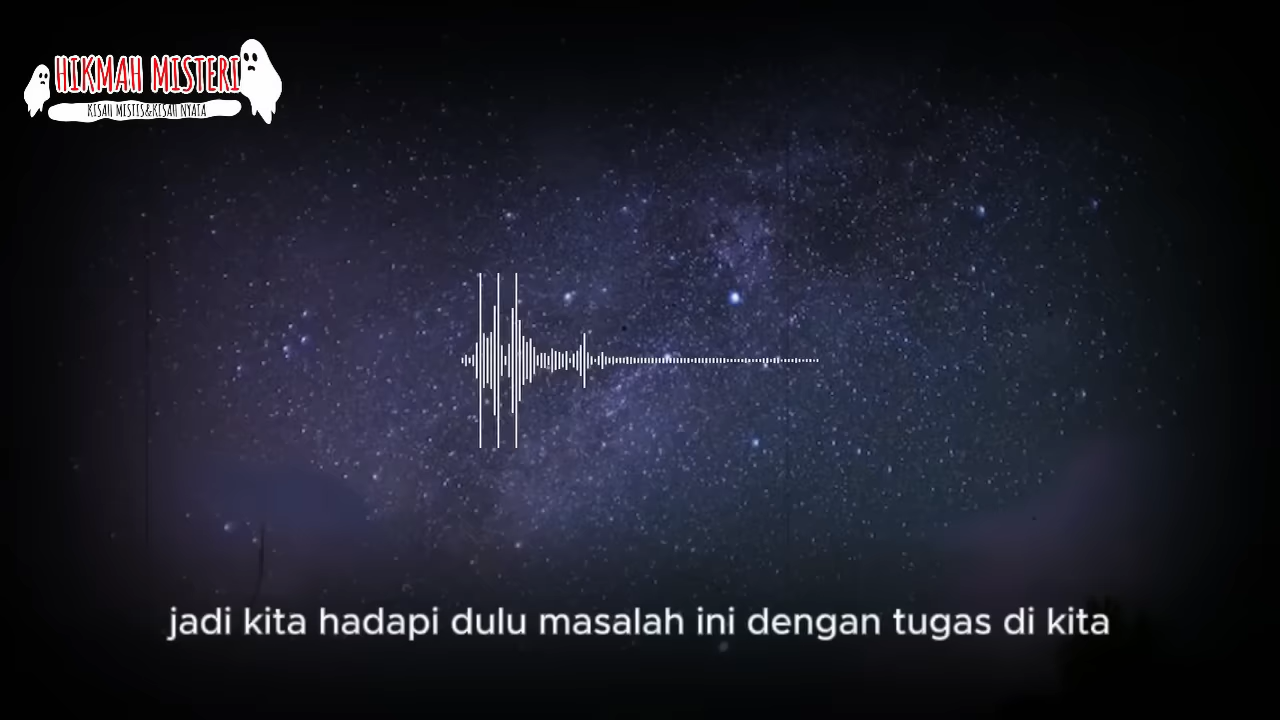 HIKMAH MISTERI
KISAH MISTIS&KISAH NYATA
jadi kita hadapi dulu masalah ini dengan tugas di kita